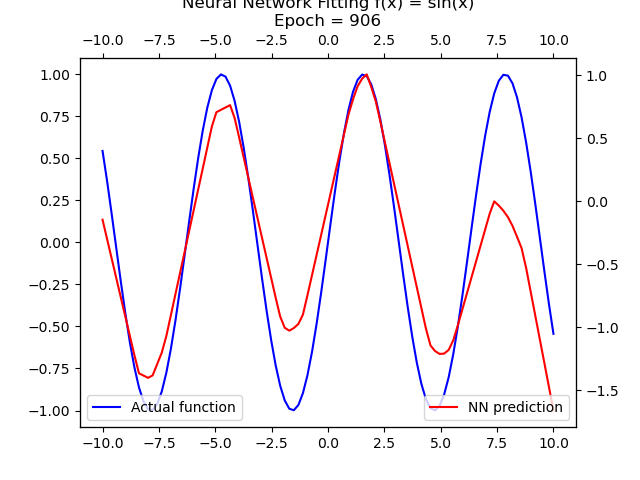 Neural Network Fitting f(x) = sin(x)
Epoch = 906
−10.0 −7.5 −5.0 −2.5 0.0 2.5 5.0 7.5 10.0
1.00 1.0
0.75
0.50 0.5
0.25
0.00 0.0
−0.25
−0.50 −0.5
−0.75 −1.0
−1.00 −1.5
Actual function NN prediction
−10.0 −7.5 −5.0 −2.5 0.0 2.5 5.0 7.5 10.0